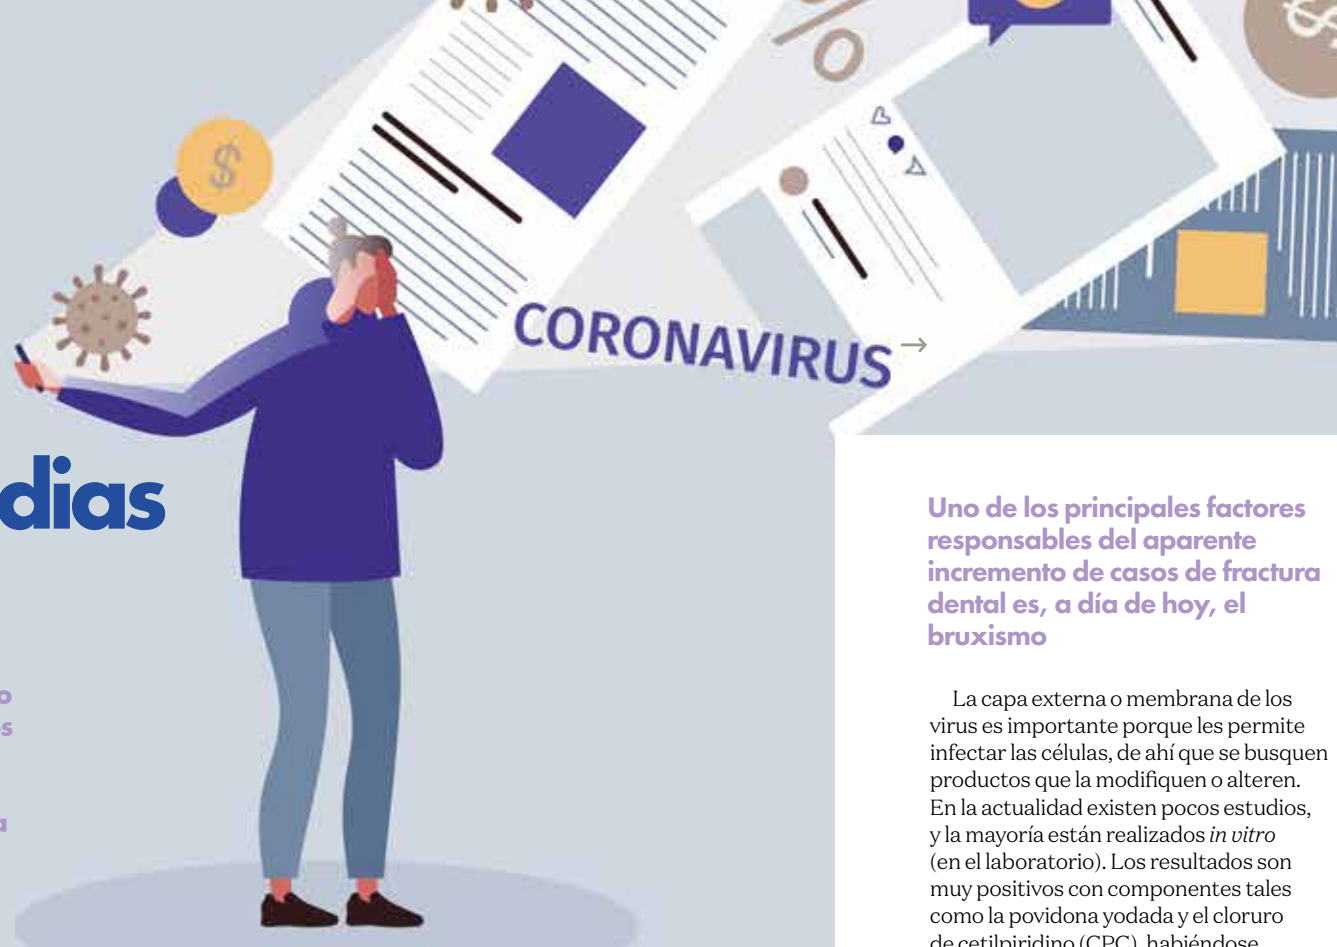 $
%
$
CORONAVIRUS →
dias
o
s
a
Uno de los principales factores
responsables del aparente
incremento de casos de fractura
dental es, a día de hoy, el
bruxismo
La capa externa o membrana de los
virus es importante porque les permite
infectar las células, de ahí que se busquen
productos que la modifiquen o alteren.
En la actualidad existen pocos estudios,
y la mayoría están realizados in vitro
(en el laboratorio). Los resultados son
muy positivos con componentes tales
como la povidona yodada y el cloruro
de cetilpiridino (CPC), habiéndose